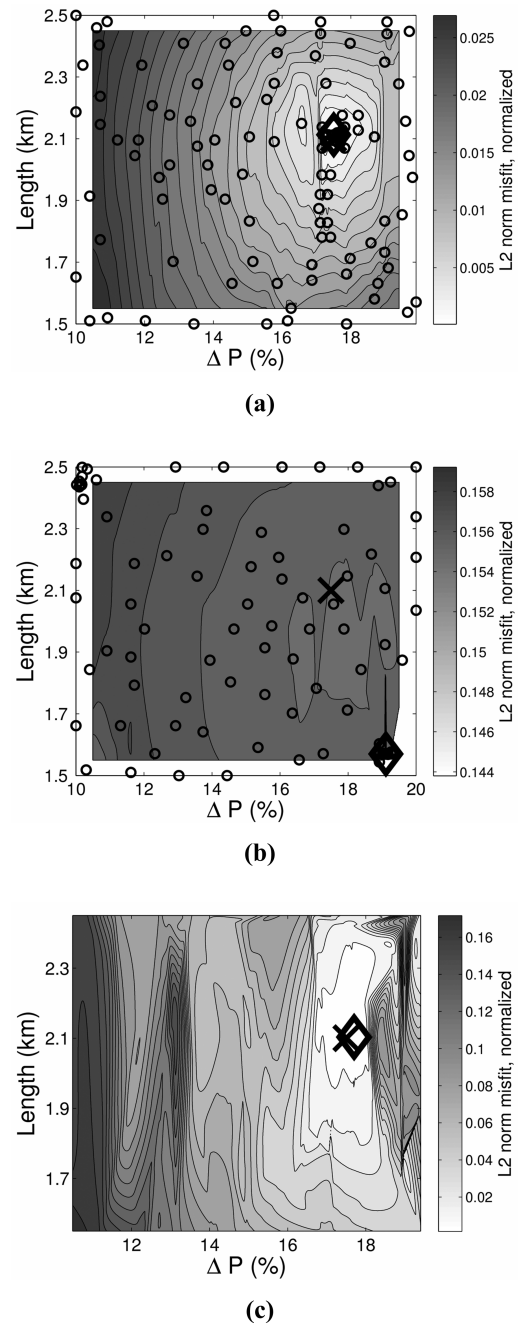 2.5
2.3
2.1
1.9
1.7
1.5
Length (km)
10 12 14 16 18
Δ P (%)
0.025
0.02
0.015
0.01
0.005
L2 norm misfit, normalized
(a)
2.5
2.3
2.1
1.9
1.7
1.5
Length (km)
10 12 14 16 18 20
Δ P (%)
0.158
0.156
0.154
0.152
0.15
0.148
0.146
0.144
L2 norm misfit, normalized
(b)
2.3
2.1
1.9
1.7
Length (km)
12 14 16 18
Δ P (%)
0.16
0.14
0.12
0.1
0.08
0.06
0.04
0.02
L2 norm misfit, normalized
(c)